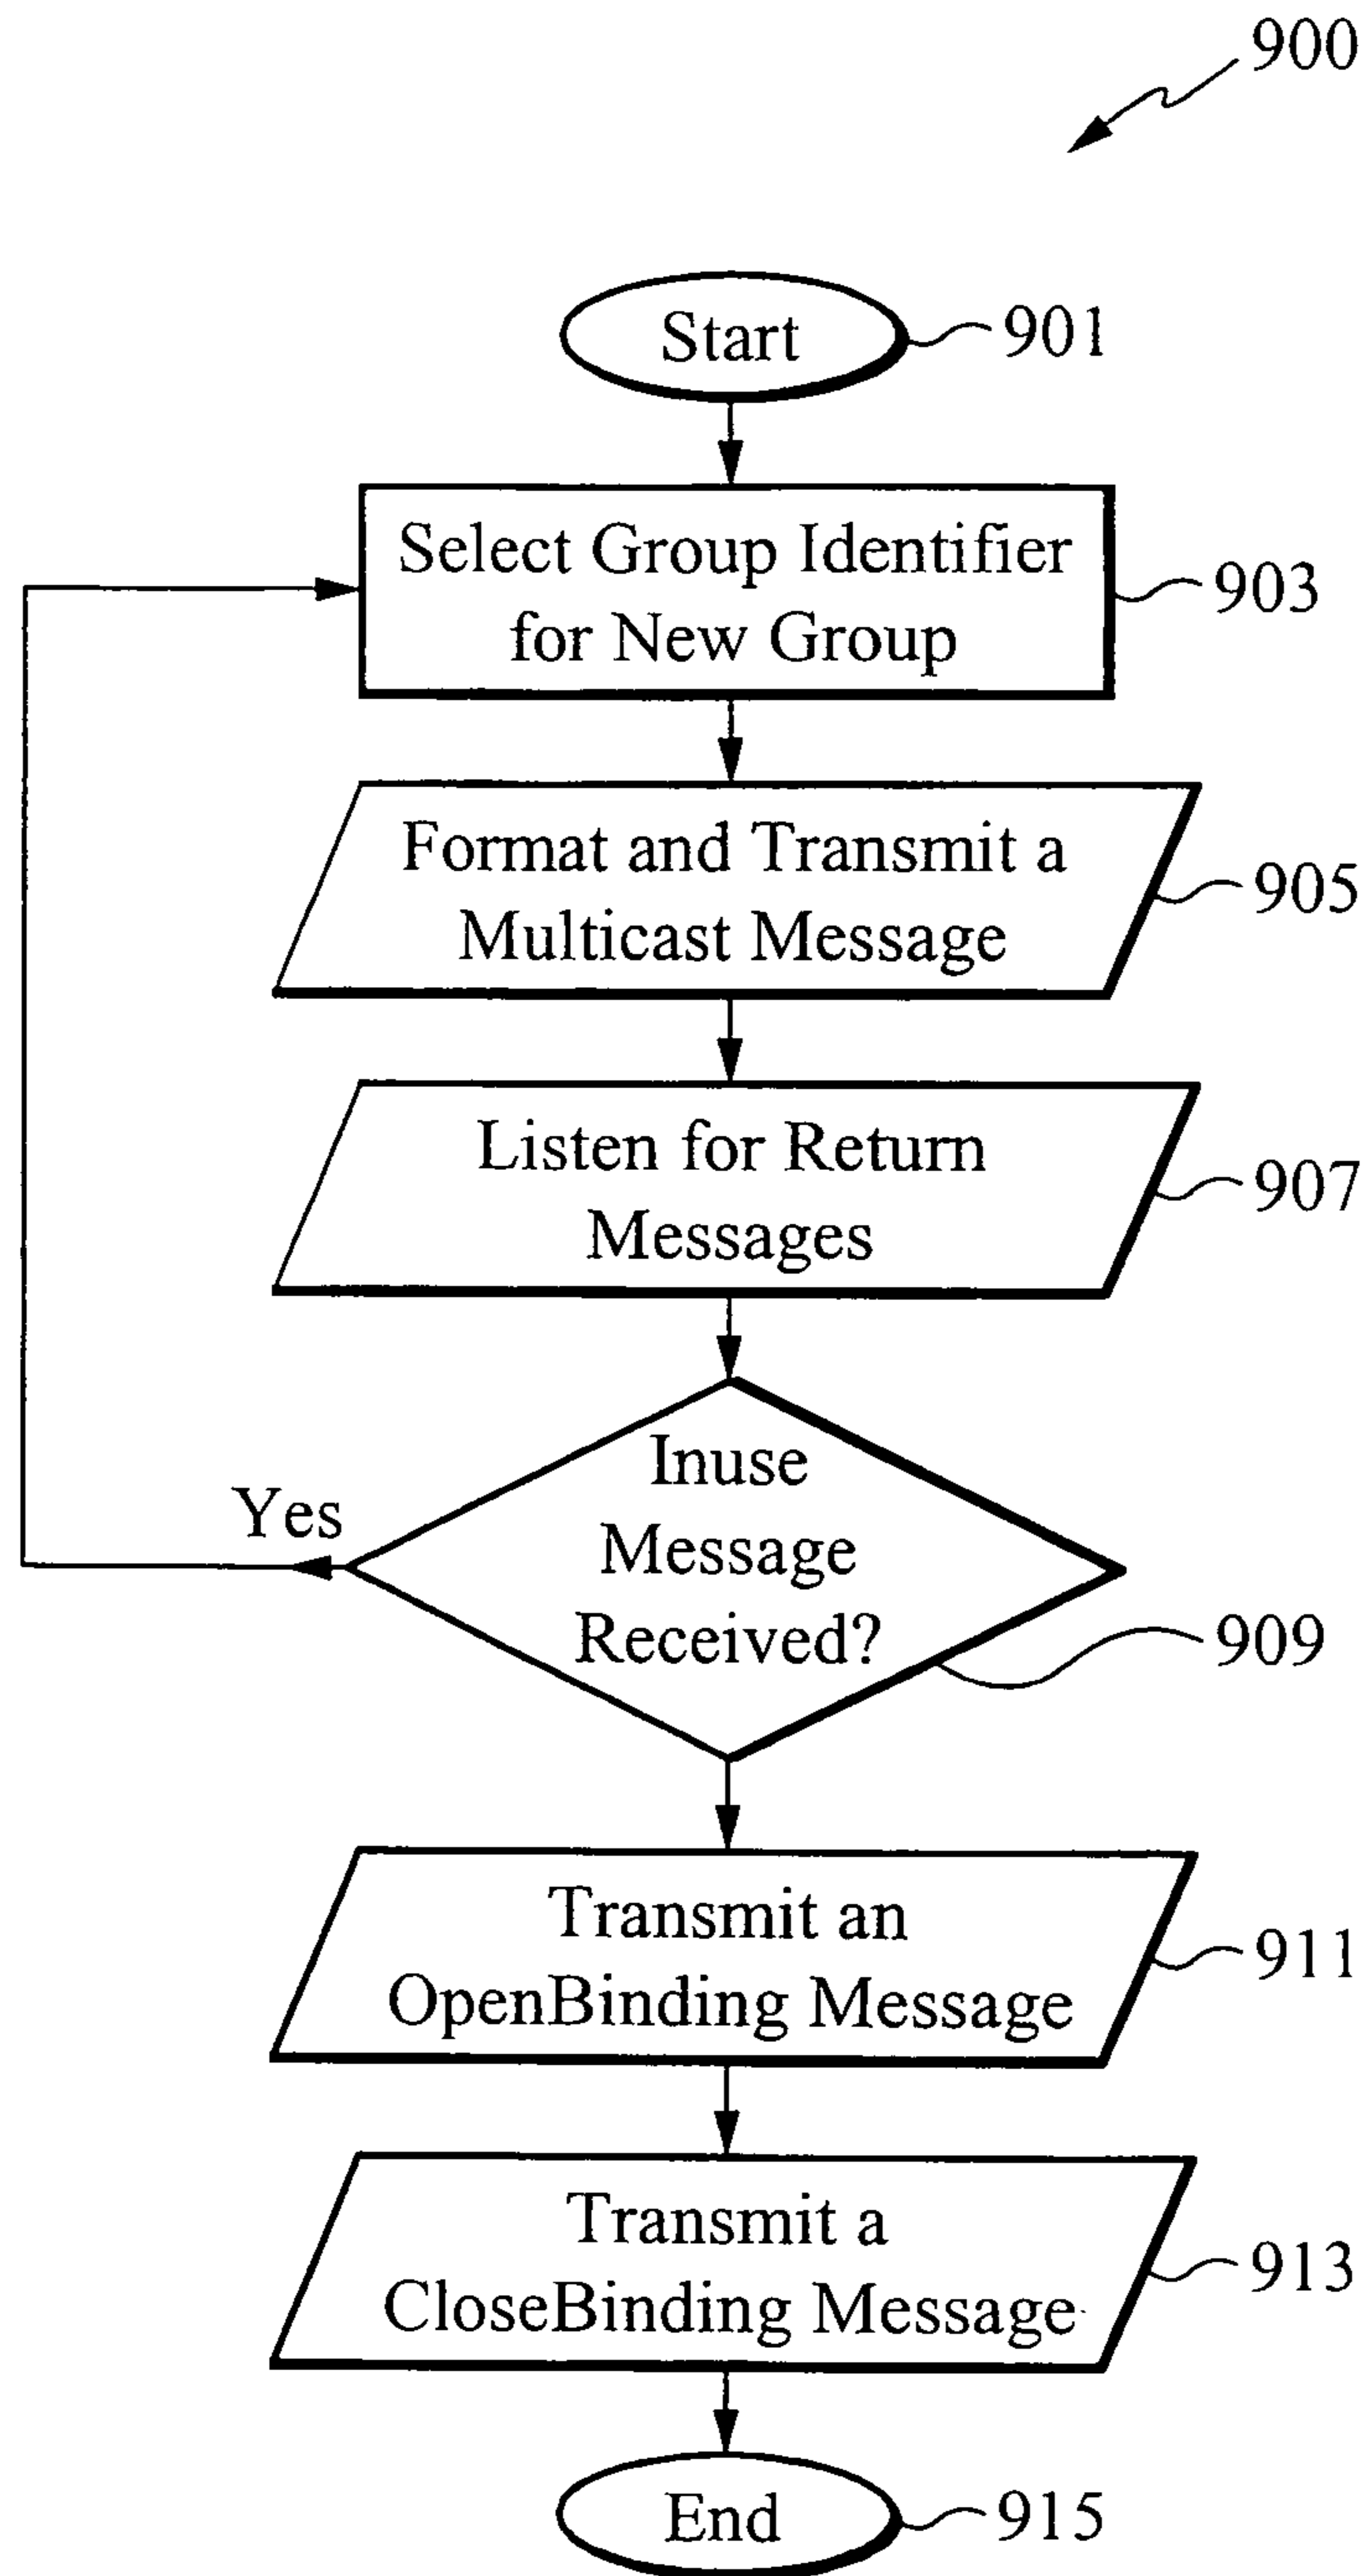 900
Start
901
Select Group Identifier
for New Group
903
Format and Transmit a
Multicast Message
905
Listen for Return
Messages
907
Inuse
Message
Received?
Yes
909
Transmit an
OpenBinding Message
911
Transmit a
CloseBinding Message
913
End
915